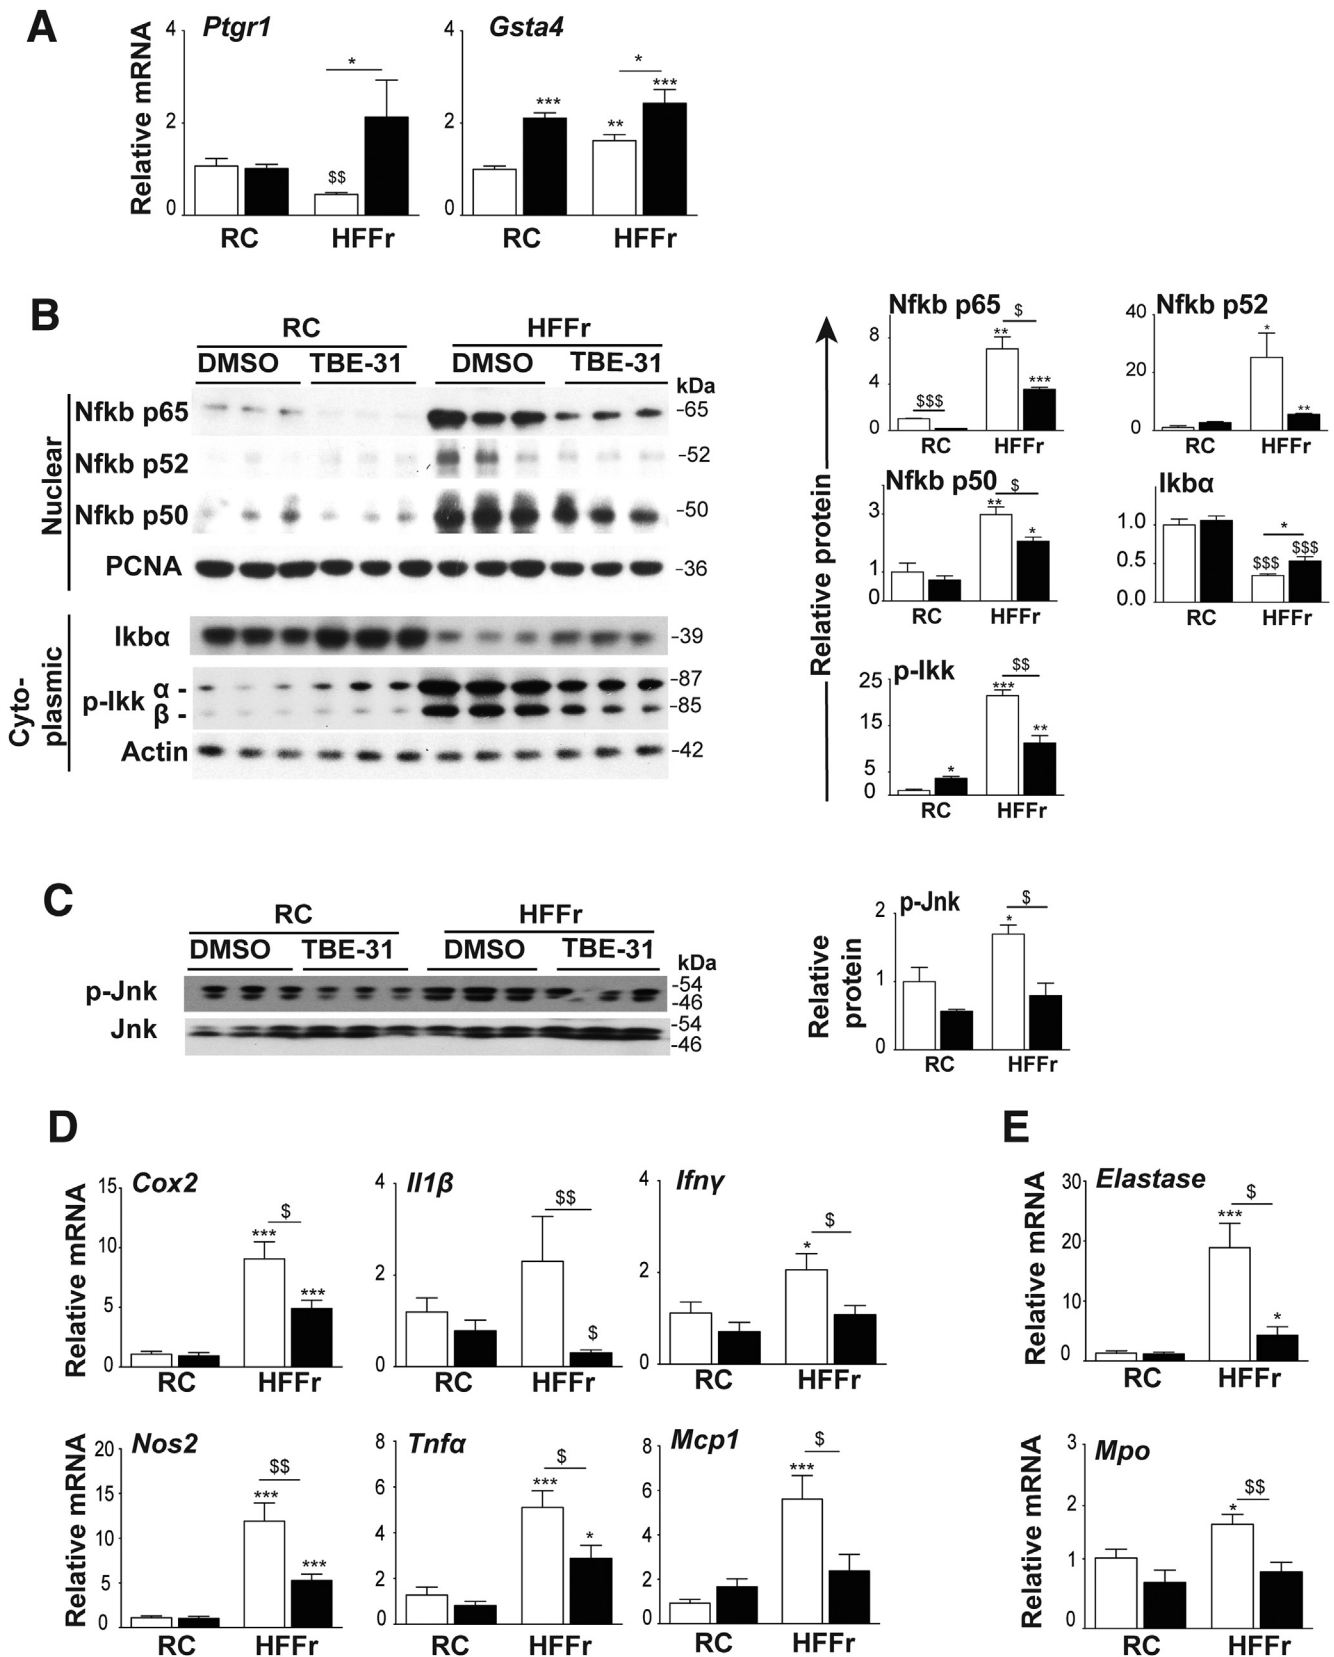 A
Relative mRNA
Ptgr1
4
2
0
$$
*
RC
HFFr
Gsta4
4
2
0
***
**
***
*
RC
HFFr
B
RC
HFFr
DMSO
TBE-31
DMSO
TBE-31
kDa
Nuclear
Nfkb p65
-65
Nfkb p52
-52
Nfkb p50
-50
PCNA
-36
Cyto-
plasmic
Ikbα
-39
p-Ikk
α -
-87
β -
-85
Actin
-42
Relative protein
Nfkb p65
8
4
0
$$$
**
$
***
RC
HFFr
Nfkb p52
40
20
0
*
**
RC
HFFr
Nfkb p50
3
1
0
**
$
*
RC
HFFr
Ikbα
1.0
0.5
0.0
*
$$$
$$$
RC
HFFr
p-Ikk
25
15
5
0
*
***
$$
**
RC
HFFr
C
RC
HFFr
DMSO
TBE-31
DMSO
TBE-31
kDa
p-Jnk
-54
-46
Jnk
-54
-46
Relative
protein
p-Jnk
2
1
0
*
$
RC
HFFr
D
Relative mRNA
Cox2
15
10
5
0
***
$
***
RC
HFFr
Il1β
4
2
0
$$
$
RC
HFFr
Ifnγ
4
2
0
*
$
RC
HFFr
Relative mRNA
Nos2
20
15
10
5
0
***
$$
***
RC
HFFr
Tnfα
8
6
4
2
0
***
$
*
RC
HFFr
Mcp1
8
6
4
2
0
***
$
RC
HFFr
E
Relative mRNA
Elastase
30
20
10
0
***
$
*
RC
HFFr
Relative mRNA
Mpo
3
2
1
0
*
$$
RC
HFFr